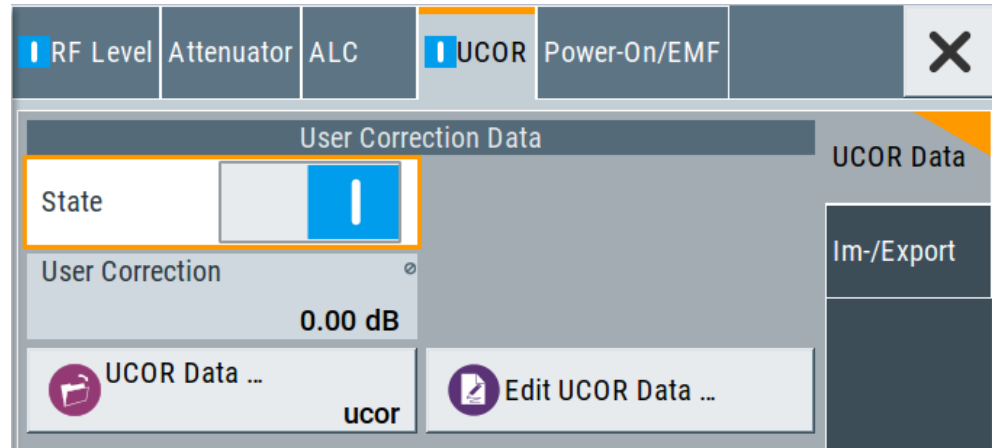 RF Level Attenuator ALC UCOR Power-On/EMF
User Correction Data
UCOR Data
State
Im-/Export
User Correction
0.00 dB
UCOR Data ...
ucor
Edit UCOR Data ...